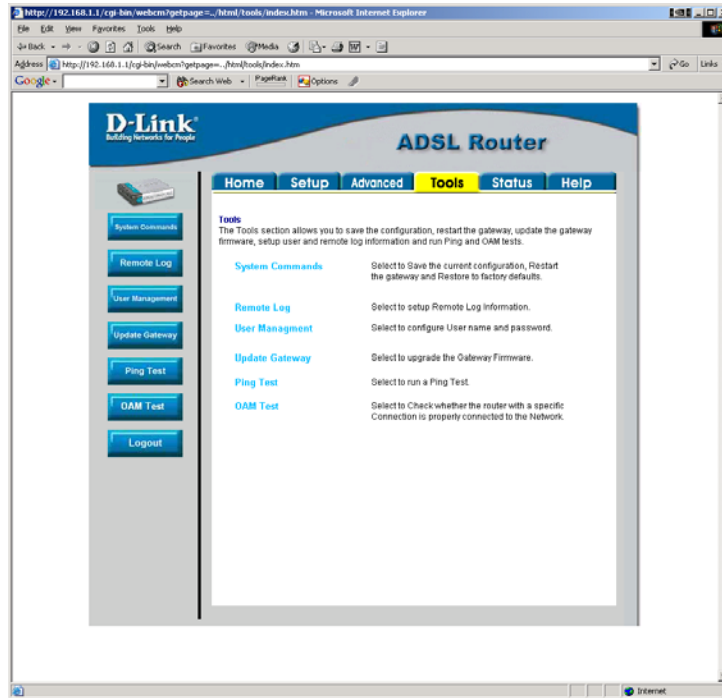 http://192.168.1.1/cgi-bin/webcm?getpage=../html/tools/index.htm - Microsoft Internet Explorer
File Edit View Favorites Tools Help
Back Search Favorites Media
Address http://192.168.1.1/cgi-bin/webcm?getpage=../html/tools/index.htm Go Links
Google Search Web PageRank Options
D-Link
Building Networks for People
ADSL Router
Home Setup Advanced Tools Status Help
System Commands
Remote Log
User Management
Update Gateway
Ping Test
OAM Test
Logout
Tools
The Tools section allows you to save the configuration, restart the gateway, update the gateway
firmware, setup user and remote log information and run Ping and OAM tests.
System Commands Select to Save the current configuration, Restart
the gateway and Restore to factory defaults.
Remote Log Select to setup Remote Log Information.
User Managment Select to configure User name and password.
Update Gateway Select to upgrade the Gateway Firmware.
Ping Test Select to run a Ping Test.
OAM Test Select to Check whether the router with a specific
Connection is properly connected to the Network.
Internet